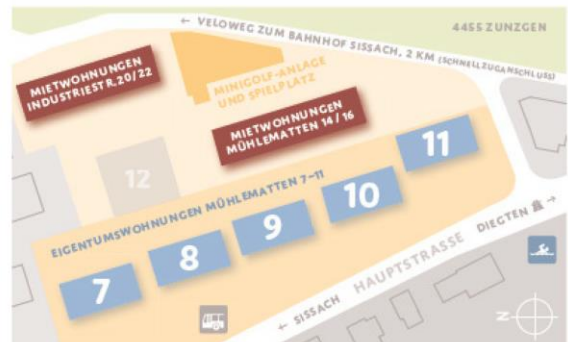 ← VELOWEG ZUM BAHNHOF SISSACH, 2 KM (SCHNELLZUGANSCHLUSS)
4455 ZUNZGEN
MIETWOHNUNGEN
INDUSTRIESTR. 20/22
MINIGOLF-ANLAGE
UND SPIELPLATZ
MIETWOHNUNGEN
MÜHLEMATTEN 14/16
12
11
EIGENTUMSWOHNUNGEN MÜHLEMATTEN 7–11
10
9
8
7
← SISSACH
HAUPTSTRASSE
DIEGTEN →
N